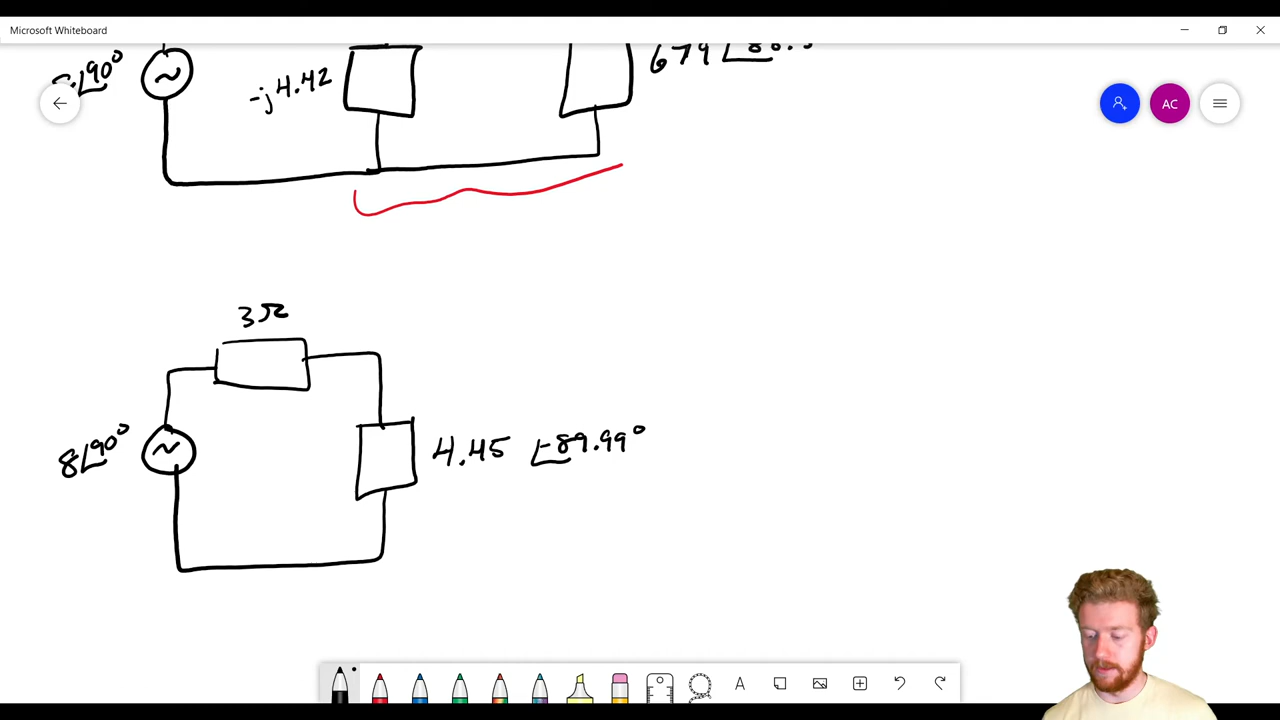 Microsoft Whiteboard
∠90°
-j4.42
679
AC
3Ω
8∠90°
4.45 ∠-89.99°
A